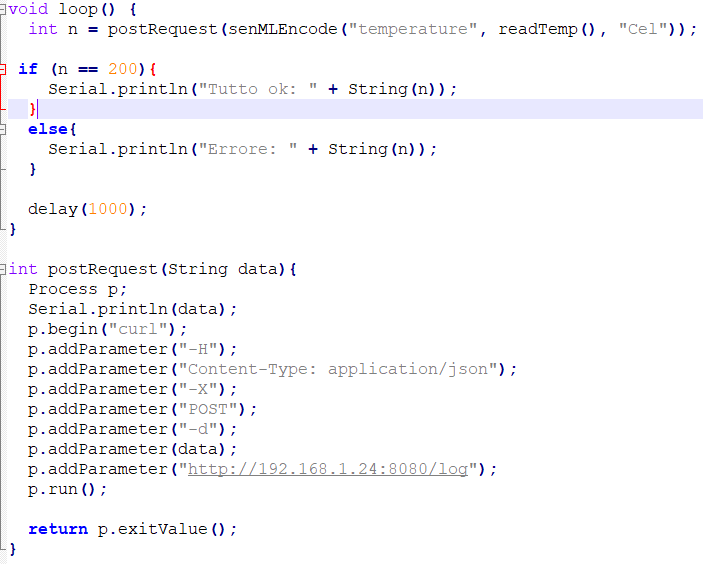 void loop() {
  int n = postRequest(senMLEncode("temperature", readTemp(), "Cel"));

 if (n == 200){
    Serial.println("Tutto ok: " + String(n));
  }
  else{
    Serial.println("Errore: " + String(n));
  }

  delay(1000);
}

int postRequest(String data){
  Process p;
  Serial.println(data);
  p.begin("curl");
  p.addParameter("-H");
  p.addParameter("Content-Type: application/json");
  p.addParameter("-X");
  p.addParameter("POST");
  p.addParameter("-d");
  p.addParameter(data);
  p.addParameter("http://192.168.1.24:8080/log");
  p.run();

  return p.exitValue();
}